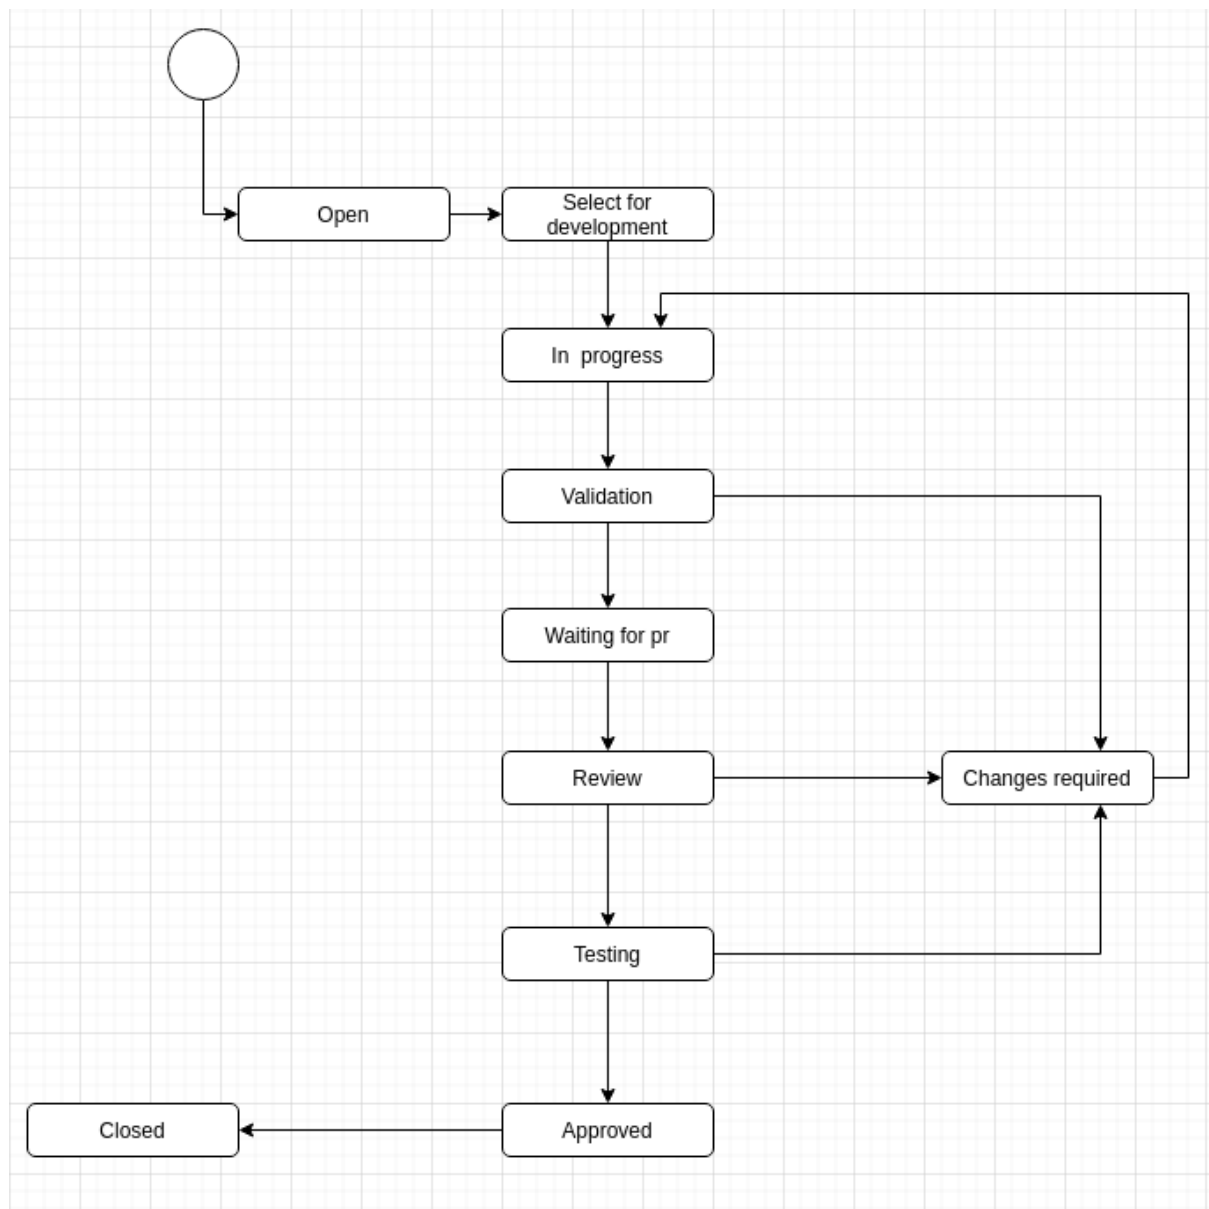 Open
Select for
development
In  progress
Validation
Waiting for pr
Review
Changes required
Testing
Closed
Approved